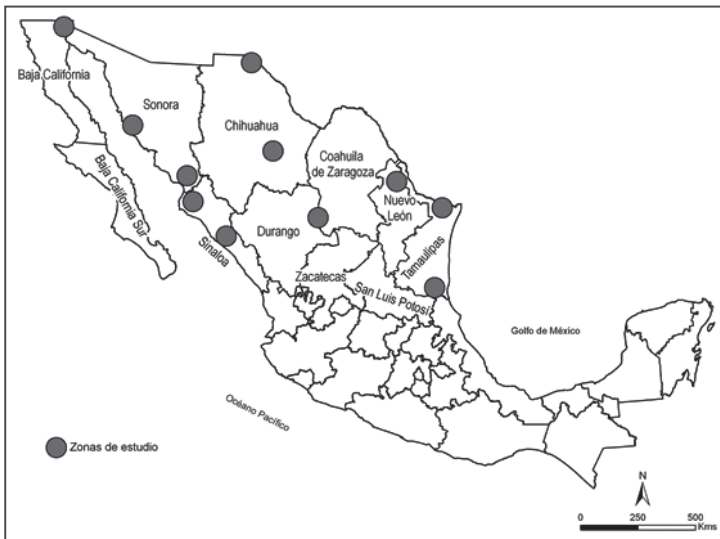 Baja California
Sonora
Chihuahua
Coahuila
de Zaragoza
Baja California Sur
Nuevo
León
Sinaloa
Durango
Tamaulipas
Zacatecas
San Luis Potosí
Golfo de México
Océano Pacífico
Zonas de estudio
N
0 250 500
Kms